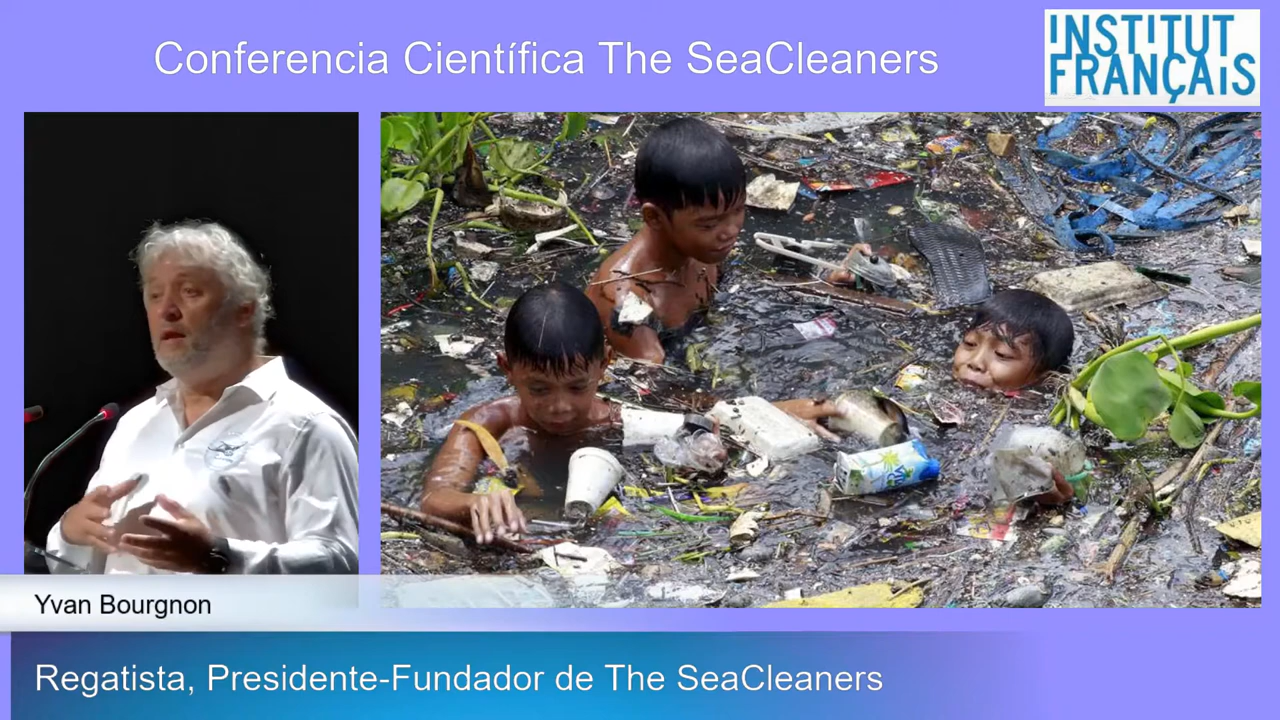 Conferencia Científica The SeaCleaners
INSTITUT
FRANÇAIS
Yvan Bourgnon
Regatista, Presidente-Fundador de The SeaCleaners